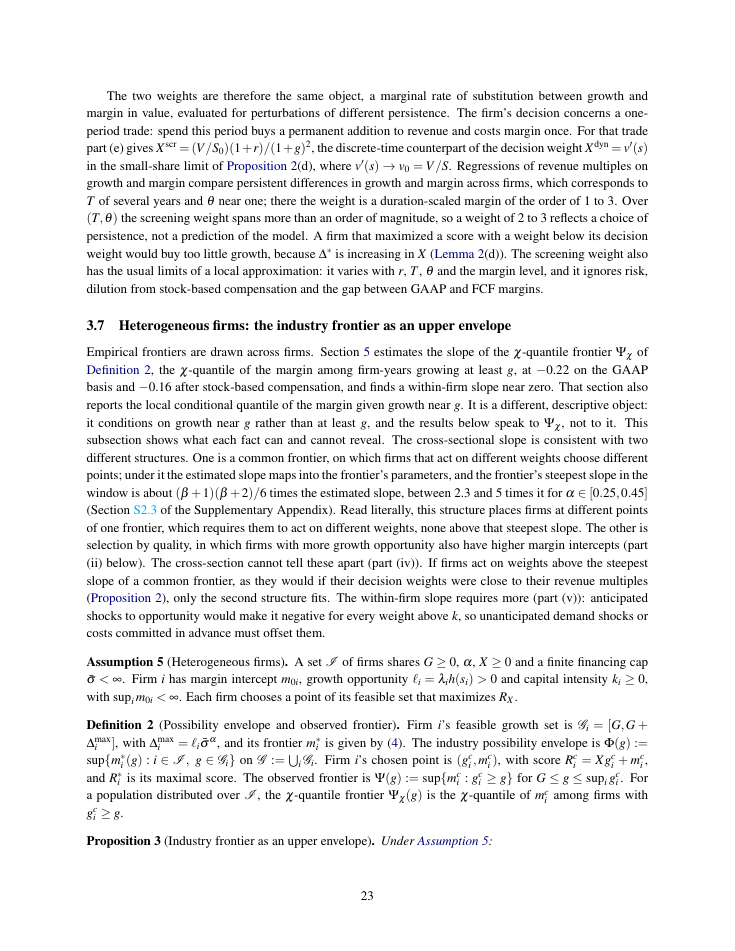 The two weights are therefore the same object, a marginal rate of substitution between growth and
margin in value, evaluated for perturbations of different persistence. The firm's decision concerns a one-
period trade: spend this period buys a permanent addition to revenue and costs margin once. For that trade
part (e) gives X^scr = (V/S₀)(1+r)/(1+g)², the discrete-time counterpart of the decision weight X^dyn = v′(s)
in the small-share limit of Proposition 2(d), where v′(s) → v₀ = V/S. Regressions of revenue multiples on
growth and margin compare persistent differences in growth and margin across firms, which corresponds to
T of several years and θ near one; there the weight is a duration-scaled margin of the order of 1 to 3. Over
(T,θ) the screening weight spans more than an order of magnitude, so a weight of 2 to 3 reflects a choice of
persistence, not a prediction of the model. A firm that maximized a score with a weight below its decision
weight would buy too little growth, because Δ* is increasing in X (Lemma 2(d)). The screening weight also
has the usual limits of a local approximation: it varies with r, T, θ and the margin level, and it ignores risk,
dilution from stock-based compensation and the gap between GAAP and FCF margins.
3.7 Heterogeneous firms: the industry frontier as an upper envelope
Empirical frontiers are drawn across firms. Section 5 estimates the slope of the χ-quantile frontier Ψ_χ of
Definition 2, the χ-quantile of the margin among firm-years growing at least g, at −0.22 on the GAAP
basis and −0.16 after stock-based compensation, and finds a within-firm slope near zero. That section also
reports the local conditional quantile of the margin given growth near g. It is a different, descriptive object:
it conditions on growth near g rather than at least g, and the results below speak to Ψ_χ, not to it. This
subsection shows what each fact can and cannot reveal. The cross-sectional slope is consistent with two
different structures. One is a common frontier, on which firms that act on different weights choose different
points; under it the estimated slope maps into the frontier's parameters, and the frontier's steepest slope in the
window is about (β+1)(β+2)/6 times the estimated slope, between 2.3 and 5 times it for α ∈ [0.25,0.45]
(Section S2.3 of the Supplementary Appendix). Read literally, this structure places firms at different points
of one frontier, which requires them to act on different weights, none above that steepest slope. The other is
selection by quality, in which firms with more growth opportunity also have higher margin intercepts (part
(ii) below). The cross-section cannot tell these apart (part (iv)). If firms act on weights above the steepest
slope of a common frontier, as they would if their decision weights were close to their revenue multiples
(Proposition 2), only the second structure fits. The within-firm slope requires more (part (v)): anticipated
shocks to opportunity would make it negative for every weight above k, so unanticipated demand shocks or
costs committed in advance must offset them.
Assumption 5 (Heterogeneous firms). A set ℐ of firms shares G ≥ 0, α, X ≥ 0 and a finite financing cap
σ̄ < ∞. Firm i has margin intercept m₀ᵢ, growth opportunity ℓᵢ = λᵢh(sᵢ) > 0 and capital intensity kᵢ ≥ 0,
with supᵢ m₀ᵢ < ∞. Each firm chooses a point of its feasible set that maximizes R_X.
Definition 2 (Possibility envelope and observed frontier). Firm i's feasible growth set is 𝒢ᵢ = [G, G +
Δᵢ^max], with Δᵢ^max = ℓᵢσ̄^α, and its frontier mᵢ* is given by (4). The industry possibility envelope is Φ(g) :=
sup{mᵢ*(g) : i ∈ ℐ, g ∈ 𝒢ᵢ} on 𝒢 := ⋃ᵢ𝒢ᵢ. Firm i's chosen point is (gᵢᶜ, mᵢᶜ), with score Rᵢᶜ = Xgᵢᶜ + mᵢᶜ,
and Rᵢ* is its maximal score. The observed frontier is Ψ(g) := sup{mᵢᶜ : gᵢᶜ ≥ g} for G ≤ g ≤ supᵢ gᵢᶜ. For
a population distributed over ℐ, the χ-quantile frontier Ψ_χ(g) is the χ-quantile of mᵢᶜ among firms with
gᵢᶜ ≥ g.
Proposition 3 (Industry frontier as an upper envelope). Under Assumption 5:
23